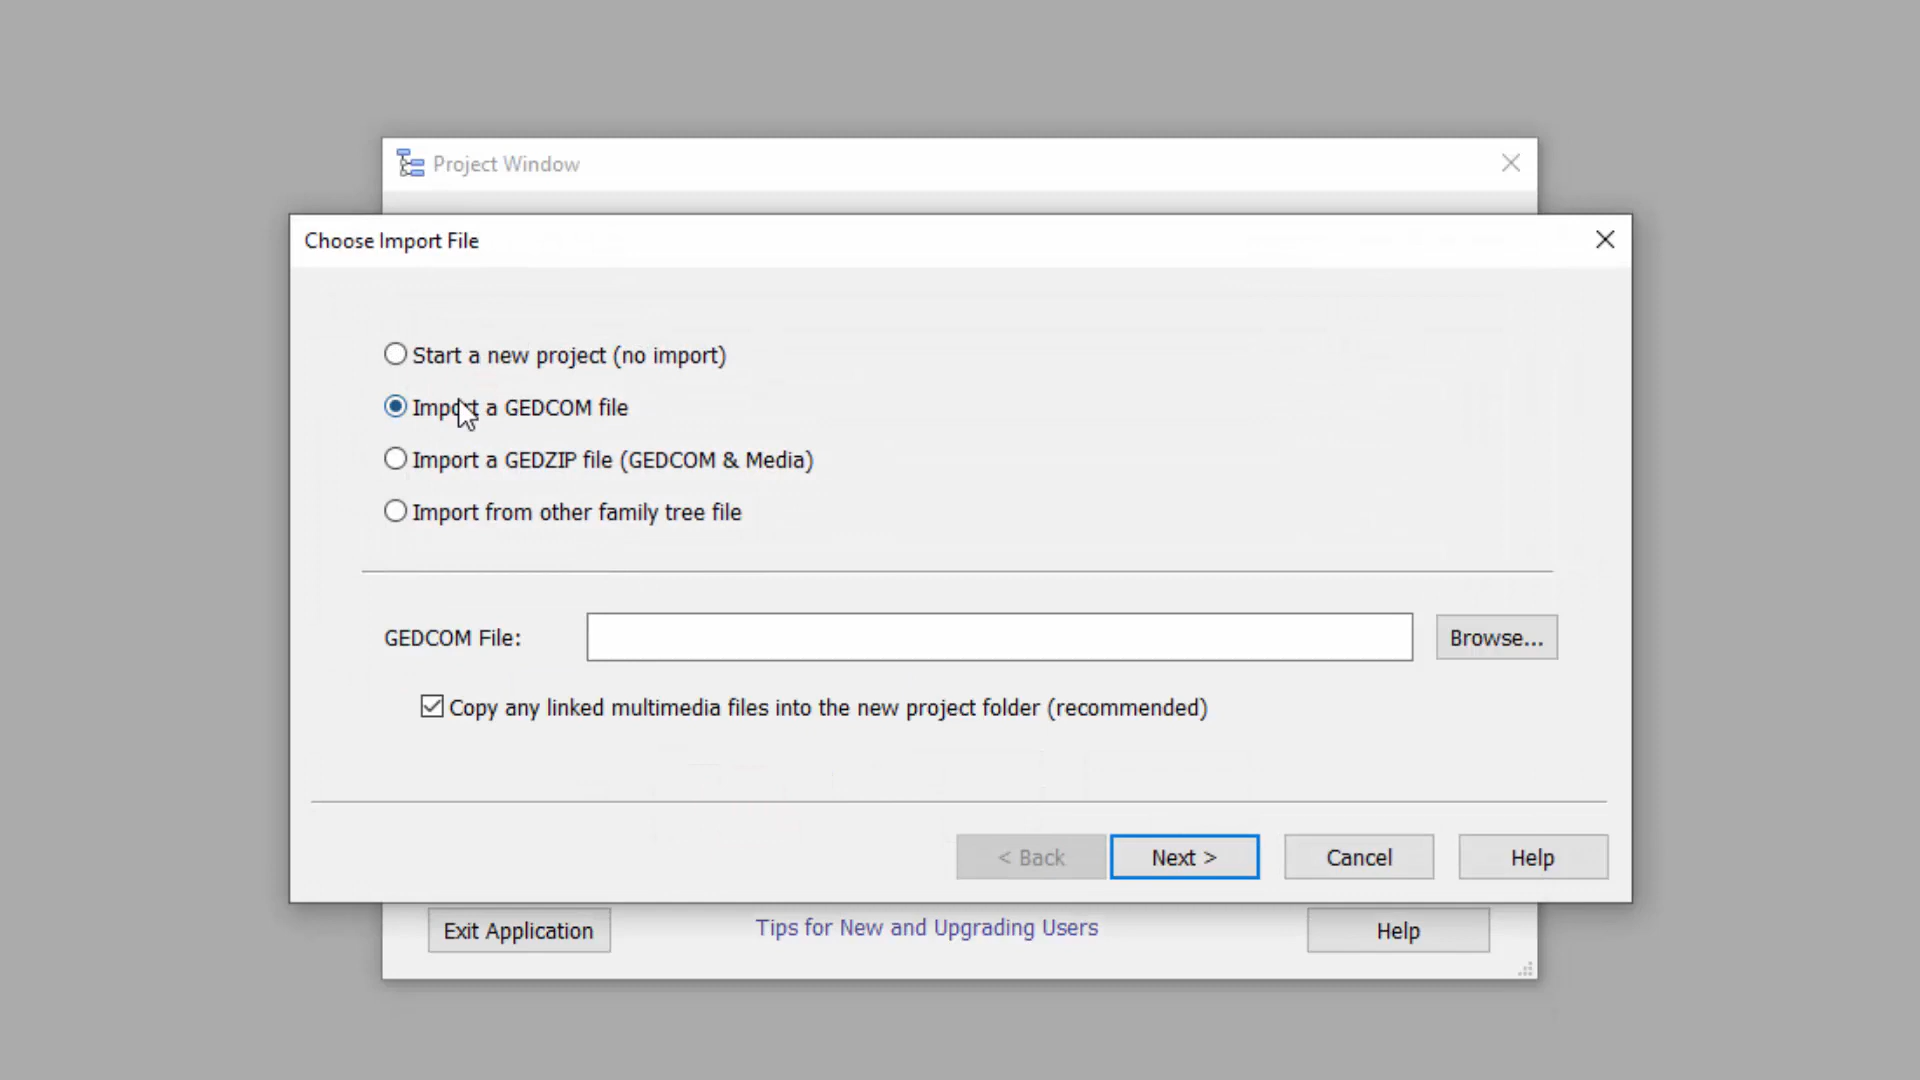 Project Window
Choose Import File
Start a new project (no import)
Import a GEDCOM file
Import a GEDZIP file (GEDCOM & Media)
Import from other family tree file
GEDCOM File:
Browse...
Copy any linked multimedia files into the new project folder (recommended)
< Back
Next >
Cancel
Help
Exit Application
Tips for New and Upgrading Users
Help